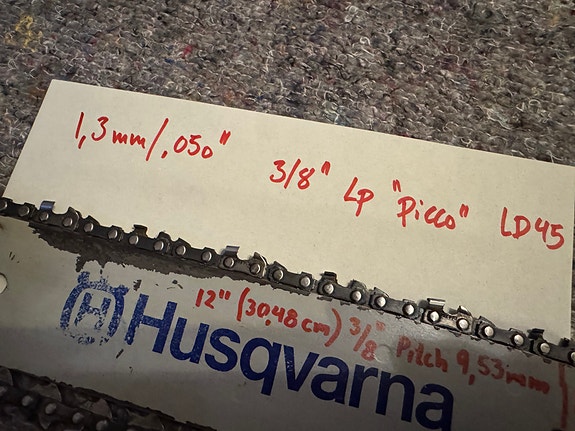 1,3mm/.050" 3/8" Lp "Picco" LD45
12" (30,48 cm) 3/8" Pitch 9,53mm
Husqvarna